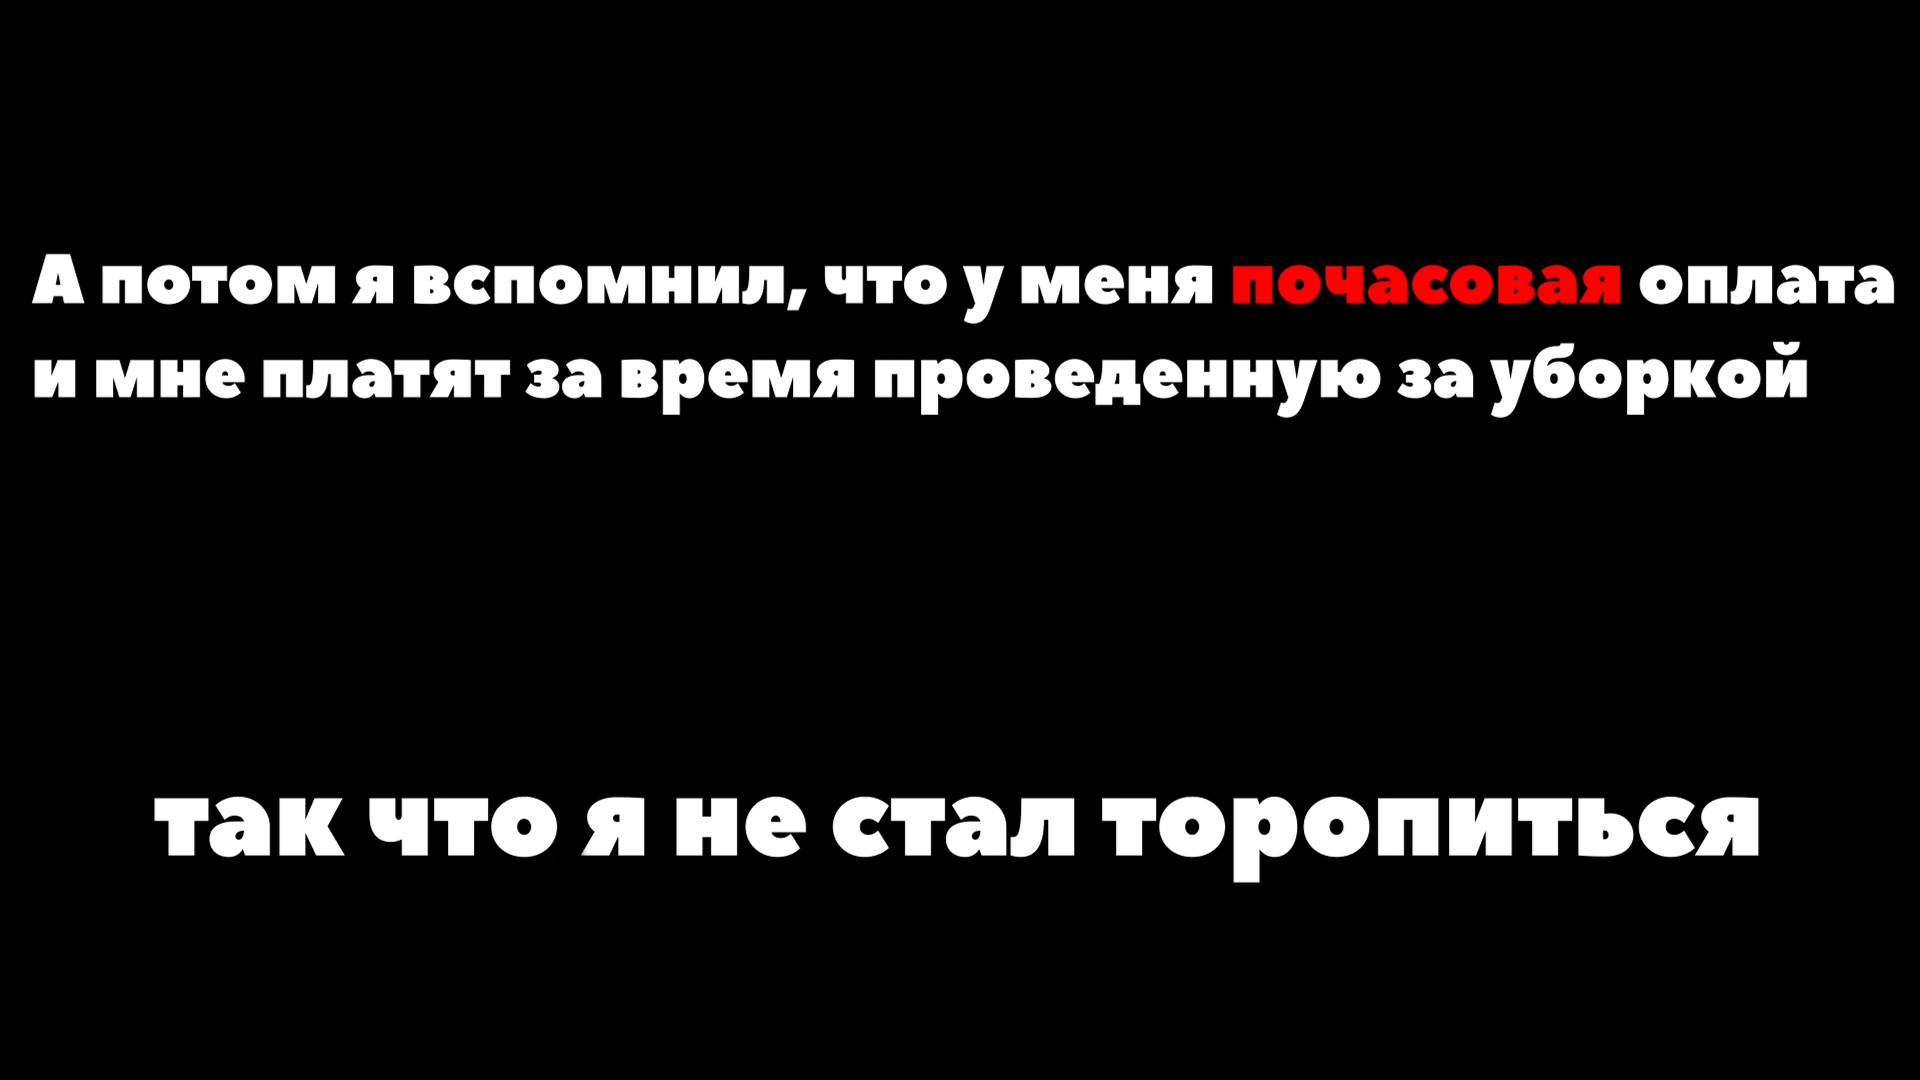 А потом я вспомнил, что у меня почасовая оплата
и мне платят за время проведенную за уборкой
так что я не стал торопиться